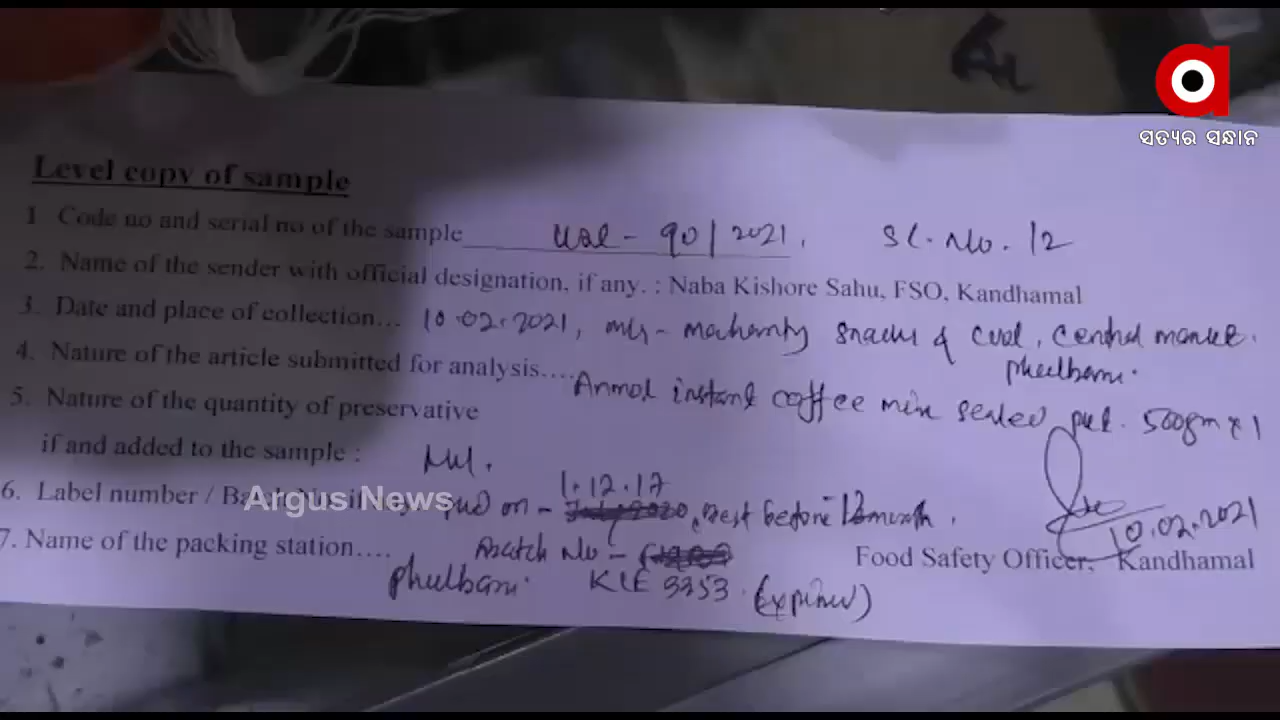 ସତ୍ୟର ସନ୍ଧାନ
Level copy of sample
1 Code no and serial no of the sample 90/2021. Sl. No. 12
2. Name of the sender with official designation, if any. : Naba Kishore Sahu, FSO, Kandhamal
3. Date and place of collection... 10.02.2021, M/s - Mohanty Snacks & Cool, Central market.
Phulbani.
4. Nature of the article submitted for analysis.... Anmol instant coffee mix sealed pkt. 500gm x 1
5. Nature of the quantity of preservative
if and added to the sample : Nil.
1.12.17
6. Label number / on - Best before 12 month.
Argus News
10.02.2021
7. Name of the packing station.... Batch No -
Food Safety Officer, Kandhamal
Phulbani. KLE 3353. (Expired)